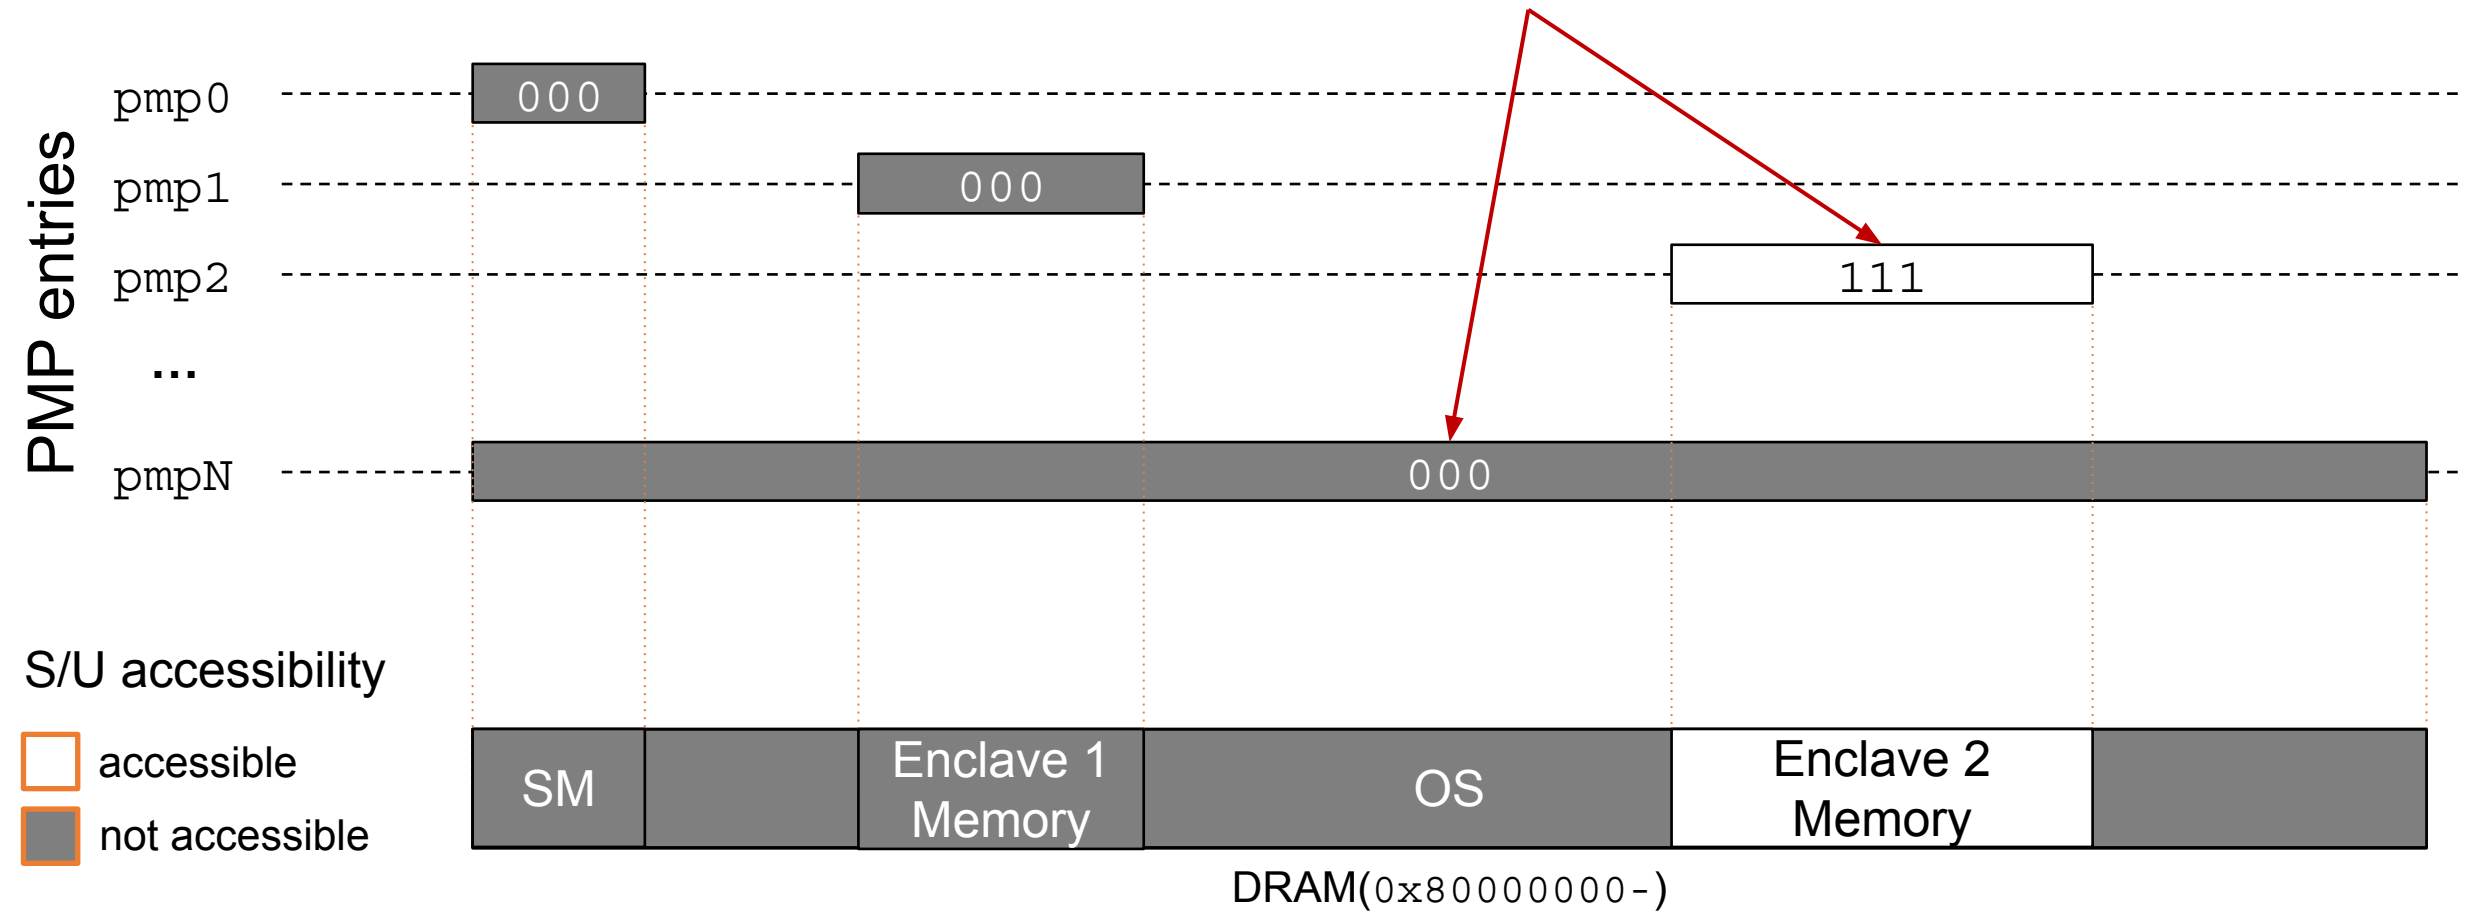 PMP entries
pmp0
000
pmp1
000
pmp2
111
...
pmpN
000
S/U accessibility
accessible
not accessible
SM
Enclave 1
Memory
OS
Enclave 2
Memory
DRAM(0x80000000-)